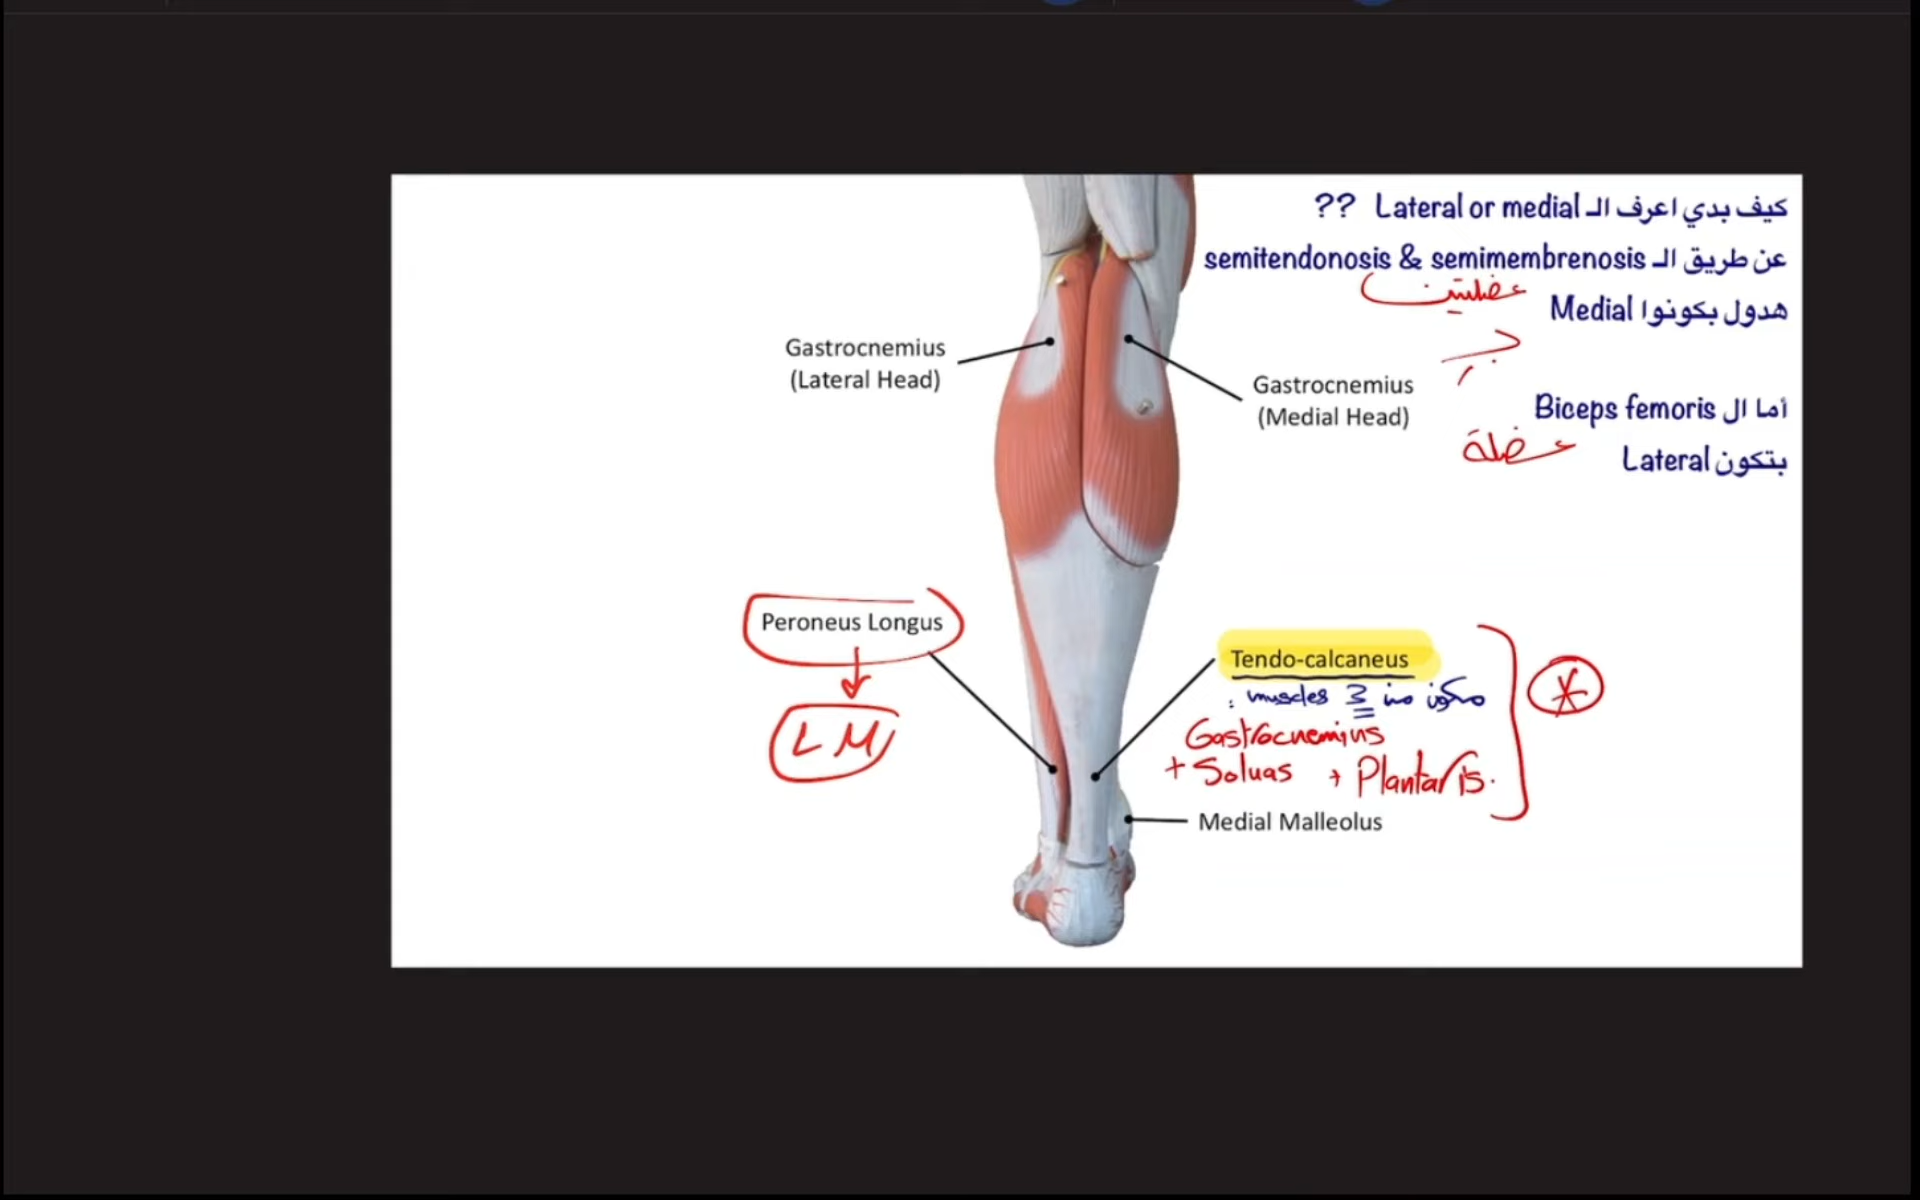 كيف بدي اعرف الـ Lateral or medial ??
عن طريق الـ semitendonosis & semimembrenosis
عضلتين
هدول بكونوا Medial
Gastrocnemius
(Lateral Head)
Gastrocnemius
(Medial Head)
أما ال Biceps femoris
عضلة
بتكون Lateral
Peroneus Longus
LM
Tendo-calcaneus
مكون من 3 muscles :
Gastrocnemius
+ Soluas + Plantaris.
Medial Malleolus